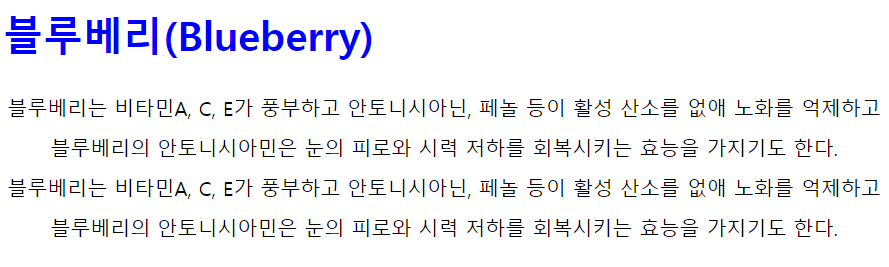 블루베리(Blueberry)
블루베리는 비타민A, C, E가 풍부하고 안토니시아닌, 페놀 등이 활성 산소를 없애 노화를 억제하고
블루베리의 안토니시아민은 눈의 피로와 시력 저하를 회복시키는 효능을 가지기도 한다.
블루베리는 비타민A, C, E가 풍부하고 안토니시아닌, 페놀 등이 활성 산소를 없애 노화를 억제하고
블루베리의 안토니시아민은 눈의 피로와 시력 저하를 회복시키는 효능을 가지기도 한다.